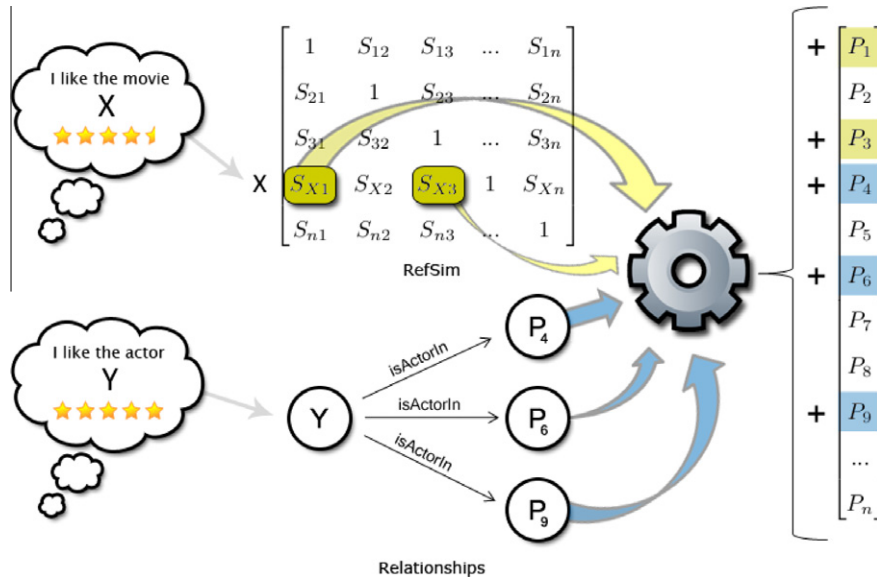 I like the movie
X
X
1 S12 S13 ... S1n
S21 1 S23 ... S2n
S31 S32 1 ... S3n
SX1 SX2 SX3 1 SXn
Sn1 Sn2 Sn3 ... 1
RefSim
I like the actor
Y
Y
isActorIn
isActorIn
isActorIn
P4
P6
P9
Relationships
+ P1
P2
+ P3
+ P4
P5
+ P6
P7
P8
+ P9
...
Pn